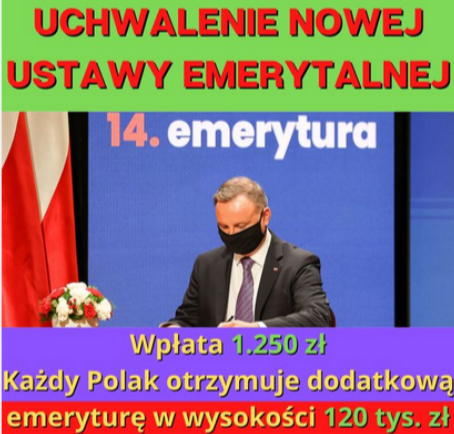 UCHWALENIE NOWEJ
USTAWY EMERYTALNEJ
14. emerytura
Wpłata 1.250 zł
Każdy Polak otrzymuje dodatkową
emeryturę w wysokości 120 tys. zł